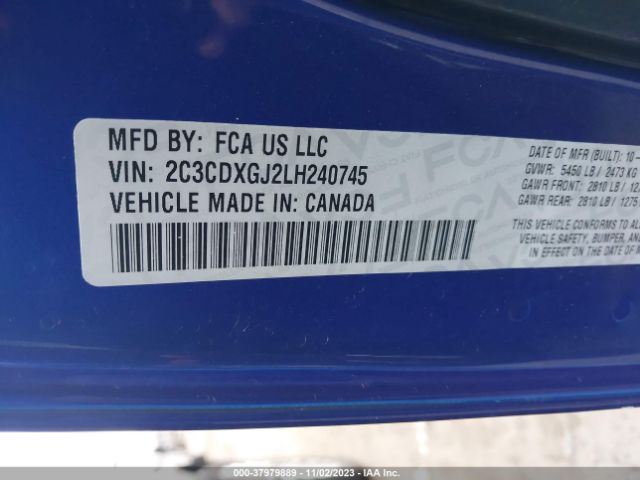 MFD BY: FCA US LLC
VIN: 2C3CDXGJ2LH240745
VEHICLE MADE IN: CANADA
DATE OF MFR (BUILT): 10-
GVWR: 5450 LB / 2473 KG
GAWR FRONT: 2810 LB / 12
GAWR REAR: 2810 LB / 1275
THIS VEHICLE CONFORMS TO AL
VEHICLE SAFETY, BUMPER, AN
IN EFFECT ON THE DATE OF M
000-37979889 - 11/02/2023 - IAA Inc.